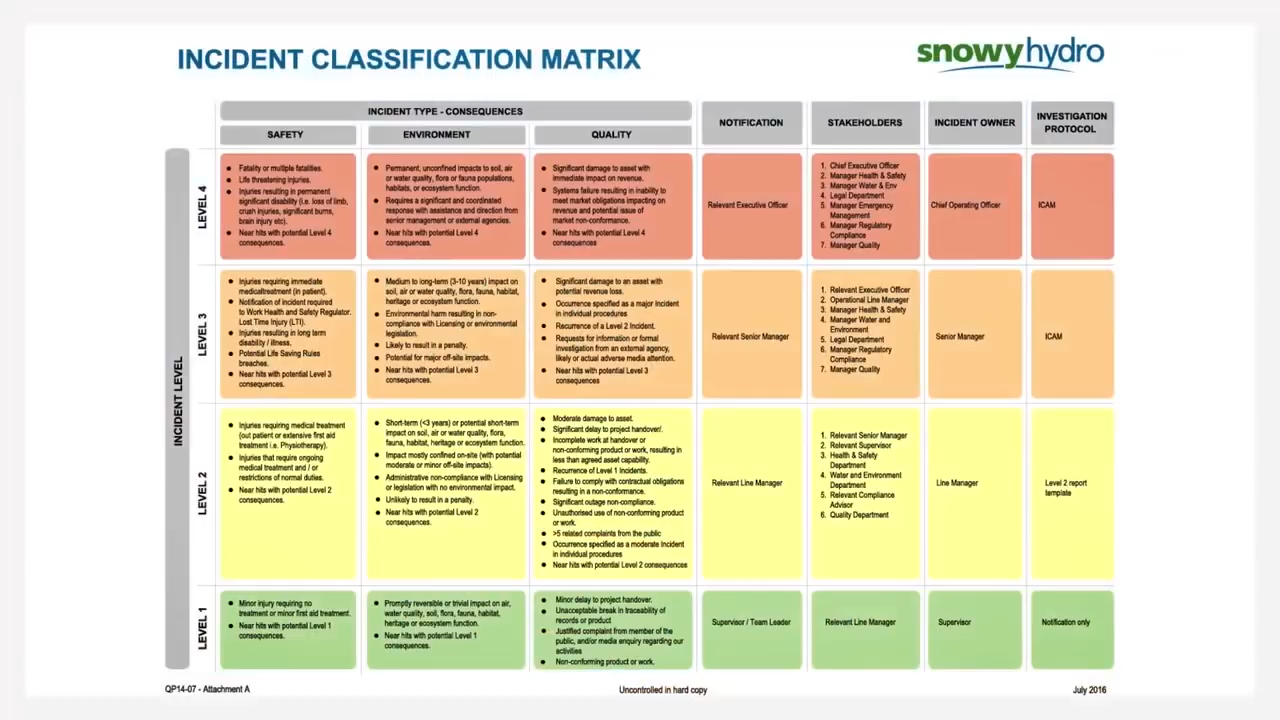 INCIDENT CLASSIFICATION MATRIX
snowyhydro
INCIDENT TYPE - CONSEQUENCES
SAFETY
ENVIRONMENT
QUALITY
NOTIFICATION
STAKEHOLDERS
INCIDENT OWNER
INVESTIGATION
PROTOCOL
INCIDENT LEVEL
LEVEL 4
• Fatality or multiple fatalities.
• Life threatening injuries.
• Injuries resulting in permanent
significant disability (i.e. loss of limb,
crush injuries, significant burns,
brain injury etc).
• Near hits with potential Level 4
consequences.
• Permanent, unconfined impacts to soil, air
or water quality, flora or fauna populations,
habitats, or ecosystem function.
• Requires a significant and coordinated
response with assistance and direction from
senior management or external agencies.
• Near hits with potential Level 4
consequences.
• Significant damage to asset with
immediate impact on revenue.
• Systems failure resulting in inability to
meet market obligations impacting on
revenue and potential issue of
market non-conformance.
• Near hits with potential Level 4
consequences
Relevant Executive Officer
1. Chief Executive Officer
2. Manager Health & Safety
3. Manager Water & Env
4. Legal Department
5. Manager Emergency
Management
6. Manager Regulatory
Compliance
7. Manager Quality
Chief Operating Officer
ICAM
LEVEL 3
• Injuries requiring immediate
medicaltreatment (in patient).
• Notification of incident required
to Work Health and Safety Regulator.
Lost Time Injury (LTI).
• Injuries resulting in long term
disability / illness.
• Potential Life Saving Rules
breaches.
• Near hits with potential Level 3
consequences.
• Medium to long-term (3-10 years) impact on
soil, air or water quality, flora, fauna, habitat,
heritage or ecosystem function.
• Environmental harm resulting in non-
compliance with Licensing or environmental
legislation.
• Likely to result in a penalty.
• Potential for major off-site impacts.
• Near hits with potential Level 3
consequences.
• Significant damage to an asset with
potential revenue loss.
• Occurrence specified as a major Incident
in individual procedures
• Recurrence of a Level 2 Incident.
• Requests for information or formal
investigation from an external agency,
likely or actual adverse media attention.
• Near hits with potential Level 3
consequences
Relevant Senior Manager
1. Relevant Executive Officer
2. Operational Line Manager
3. Manager Health & Safety
4. Manager Water and
Environment
5. Legal Department
6. Manager Regulatory
Compliance
7. Manager Quality
Senior Manager
ICAM
LEVEL 2
• Injuries requiring medical treatment
(out patient or extensive first aid
treatment i.e. Physiotherapy).
• Injuries that require ongoing
medical treatment and / or
restrictions of normal duties.
• Near hits with potential Level 2
consequences.
• Short-term (<3 years) or potential short-term
impact on soil, air or water quality, flora,
fauna, habitat, heritage or ecosystem function.
• Impact mostly confined on-site (with potential
moderate or minor off-site impacts).
• Administrative non-compliance with Licensing
or legislation with no environmental impact.
• Unlikely to result in a penalty.
• Near hits with potential Level 2
consequences.
• Moderate damage to asset.
• Significant delay to project handover/.
• Incomplete work at handover or
non-conforming product or work, resulting in
less than agreed asset capability.
• Recurrence of Level 1 Incidents.
• Failure to comply with contractual obligations
resulting in a non-conformance.
• Significant outage non-compliance.
• Unauthorised use of non-conforming product
or work.
• >5 related complaints from the public
• Occurrence specified as a moderate Incident
in individual procedures
• Near hits with potential Level 2 consequences
Relevant Line Manager
1. Relevant Senior Manager
2. Relevant Supervisor
3. Health & Safety
Department
4. Water and Environment
Department
5. Relevant Compliance
Advisor
6. Quality Department
Line Manager
Level 2 report
template
LEVEL 1
• Minor injury requiring no
treatment or minor first aid treatment.
• Near hits with potential Level 1
consequences.
• Promptly reversible or trivial impact on air,
water quality, soil, flora, fauna, habitat,
heritage or ecosystem function.
• Near hits with potential Level 1
consequences.
• Minor delay to project handover.
• Unacceptable break in traceability of
records or product
• Justified complaint from member of the
public, and/or media enquiry regarding our
activities
• Non-conforming product or work.
Supervisor / Team Leader
Relevant Line Manager
Supervisor
Notification only
QP14-07 - Attachment A
Uncontrolled in hard copy
July 2016